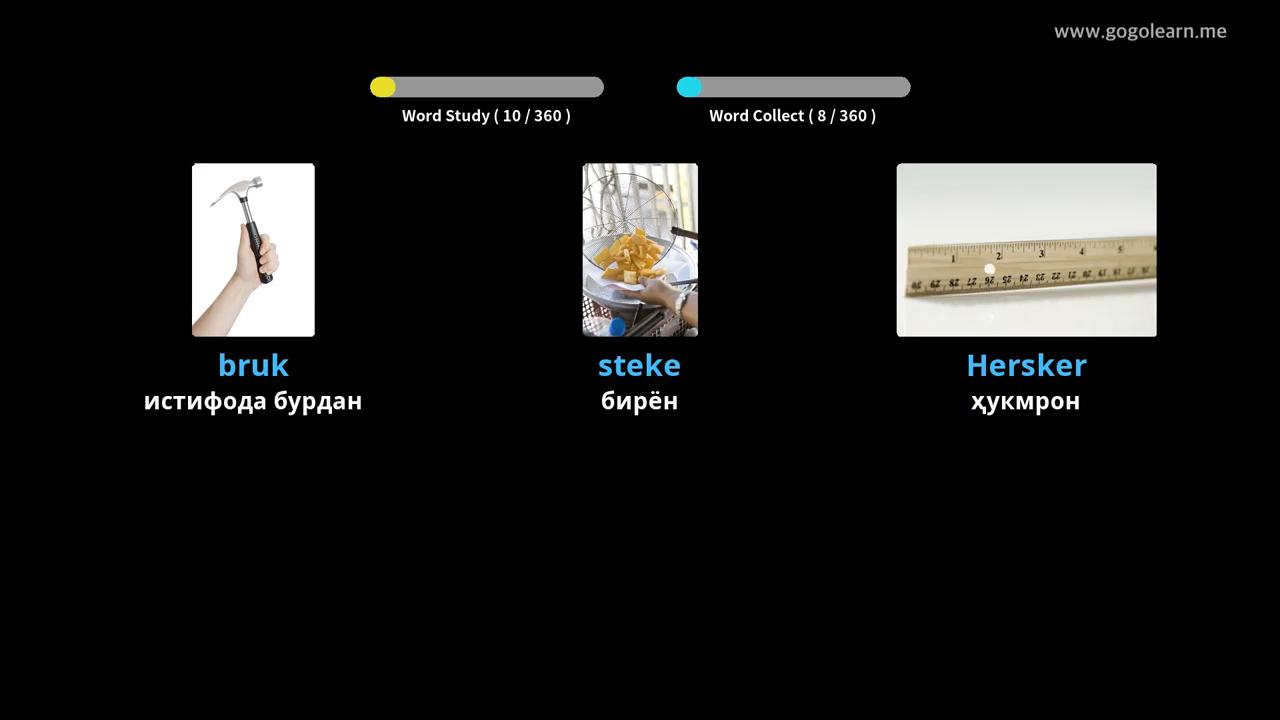 www.gogolearn.me
Word Study ( 10 / 360 )
Word Collect ( 8 / 360 )
bruk
истифода бурдан
steke
бирён
Hersker
ҳукмрон